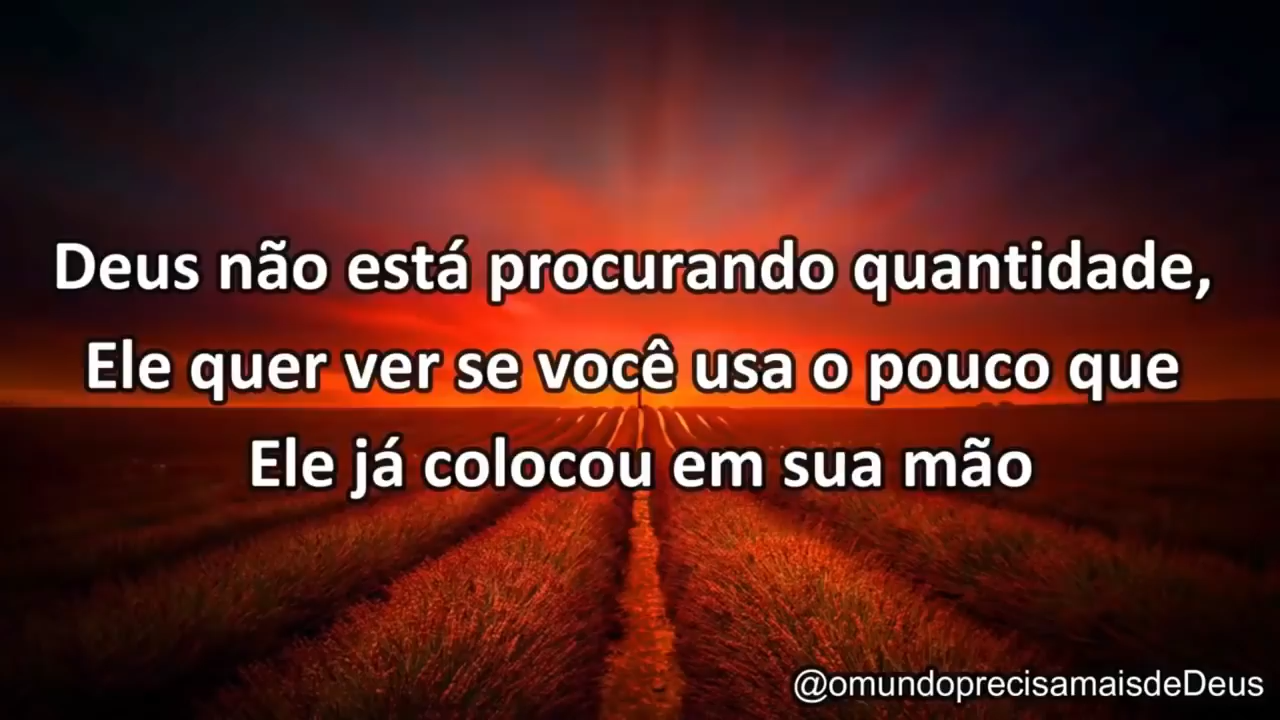 Deus não está procurando quantidade,
Ele quer ver se você usa o pouco que
Ele já colocou em sua mão
@omundoprecisamaisdeDeus